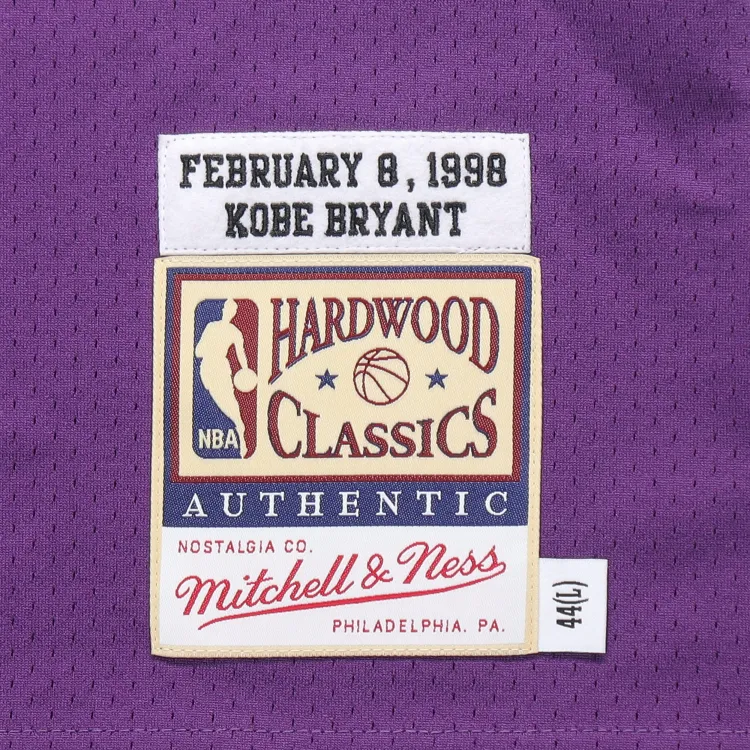 FEBRUARY 8, 1998
KOBE BRYANT
HARDWOOD
CLASSICS
NBA
AUTHENTIC
NOSTALGIA CO.
Mitchell & Ness
PHILADELPHIA. PA.
44(L)